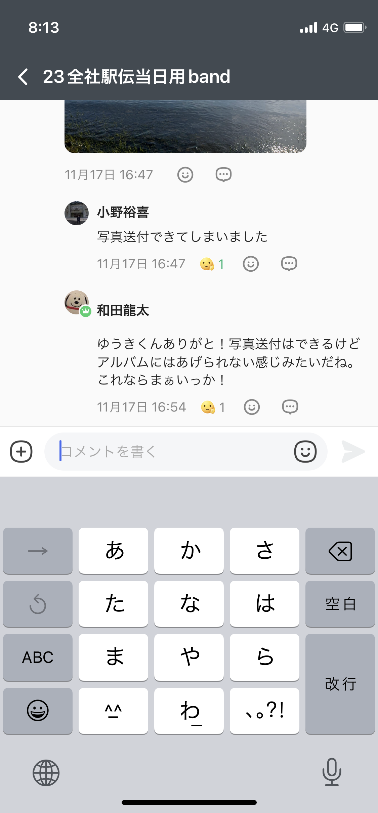 8:13
4G
23全社駅伝当日用band
11月17日 16:47
小野裕喜
写真送付できてしまいました
11月17日 16:47
1
和田龍太
ゆうきくんありがと！写真送付はできるけど
アルバムにはあげられない感じみたいだね。
これならまぁいっか！
11月17日 16:54
1
コメントを書く
→ あ か さ
た な は 空白
ABC ま や ら
改行
^^ わ 、。?!